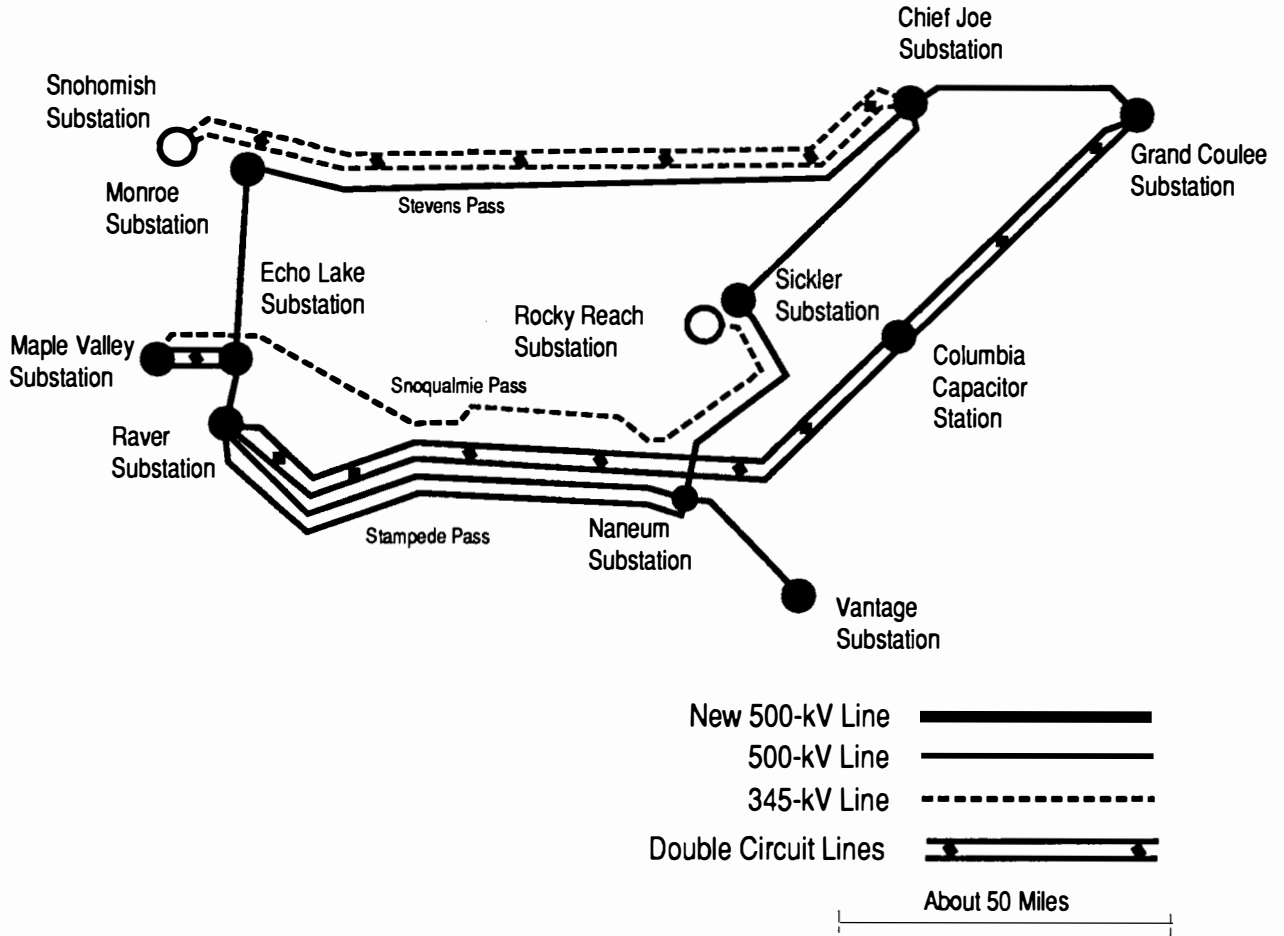 Chief Joe
Substation
Snohomish
Substation
Grand Coulee
Substation
Monroe
Substation
Stevens Pass
Echo Lake
Substation
Sickler
Substation
Rocky Reach
Substation
Maple Valley
Substation
Columbia
Capacitor
Station
Snoqualmie Pass
Raver
Substation
Stampede Pass
Naneum
Substation
Vantage
Substation
New 500-kV Line
500-kV Line
345-kV Line
Double Circuit Lines
About 50 Miles